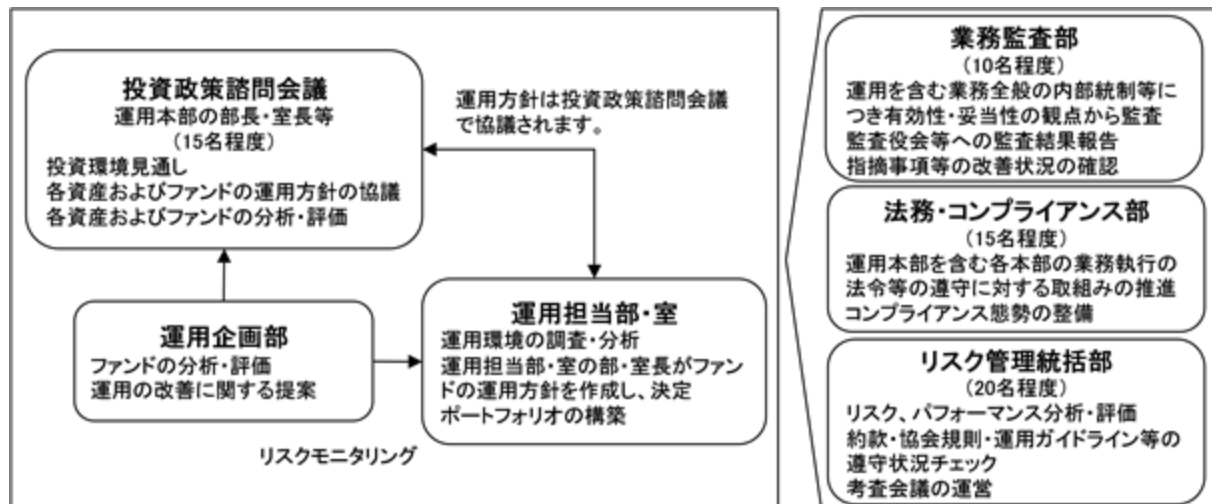 投資政策諮問会議
運用本部の部長・室長等
(15名程度)
投資環境見通し
各資産およびファンドの運用方針の協議
各資産およびファンドの分析・評価
運用方針は投資政策諮問会議
で協議されます。
運用企画部
ファンドの分析・評価
運用の改善に関する提案
運用担当部・室
運用環境の調査・分析
運用担当部・室の部・室長がファン
ドの運用方針を作成し、決定
ポートフォリオの構築
リスクモニタリング
業務監査部
(10名程度)
運用を含む業務全般の内部統制等に
つき有効性・妥当性の観点から監査
監査役会等への監査結果報告
指摘事項等の改善状況の確認
法務・コンプライアンス部
(15名程度)
運用本部を含む各本部の業務執行の
法令等の遵守に対する取組みの推進
コンプライアンス態勢の整備
リスク管理統括部
(20名程度)
リスク、パフォーマンス分析・評価
約款・協会規則・運用ガイドライン等の
遵守状況チェック
考査会議の運営